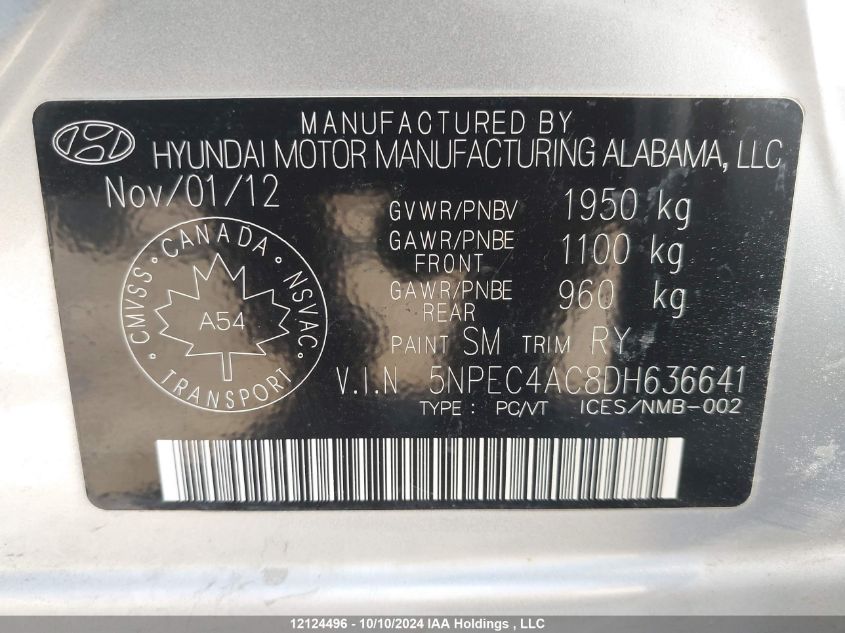 MANUFACTURED BY
HYUNDAI MOTOR MANUFACTURING ALABAMA, LLC
Nov/01/12
GVWR/PNBV 1950 kg
GAWR/PNBE FRONT 1100 kg
GAWR/PNBE REAR 960 kg
CANADA
CMVSS
NSVAC
A54
TRANSPORT
PAINT SM TRIM RY
V.I.N 5NPEC4AC8DH636641
TYPE : PC/VT ICES/NMB-002
12124496 - 10/10/2024 IAA Holdings , LLC